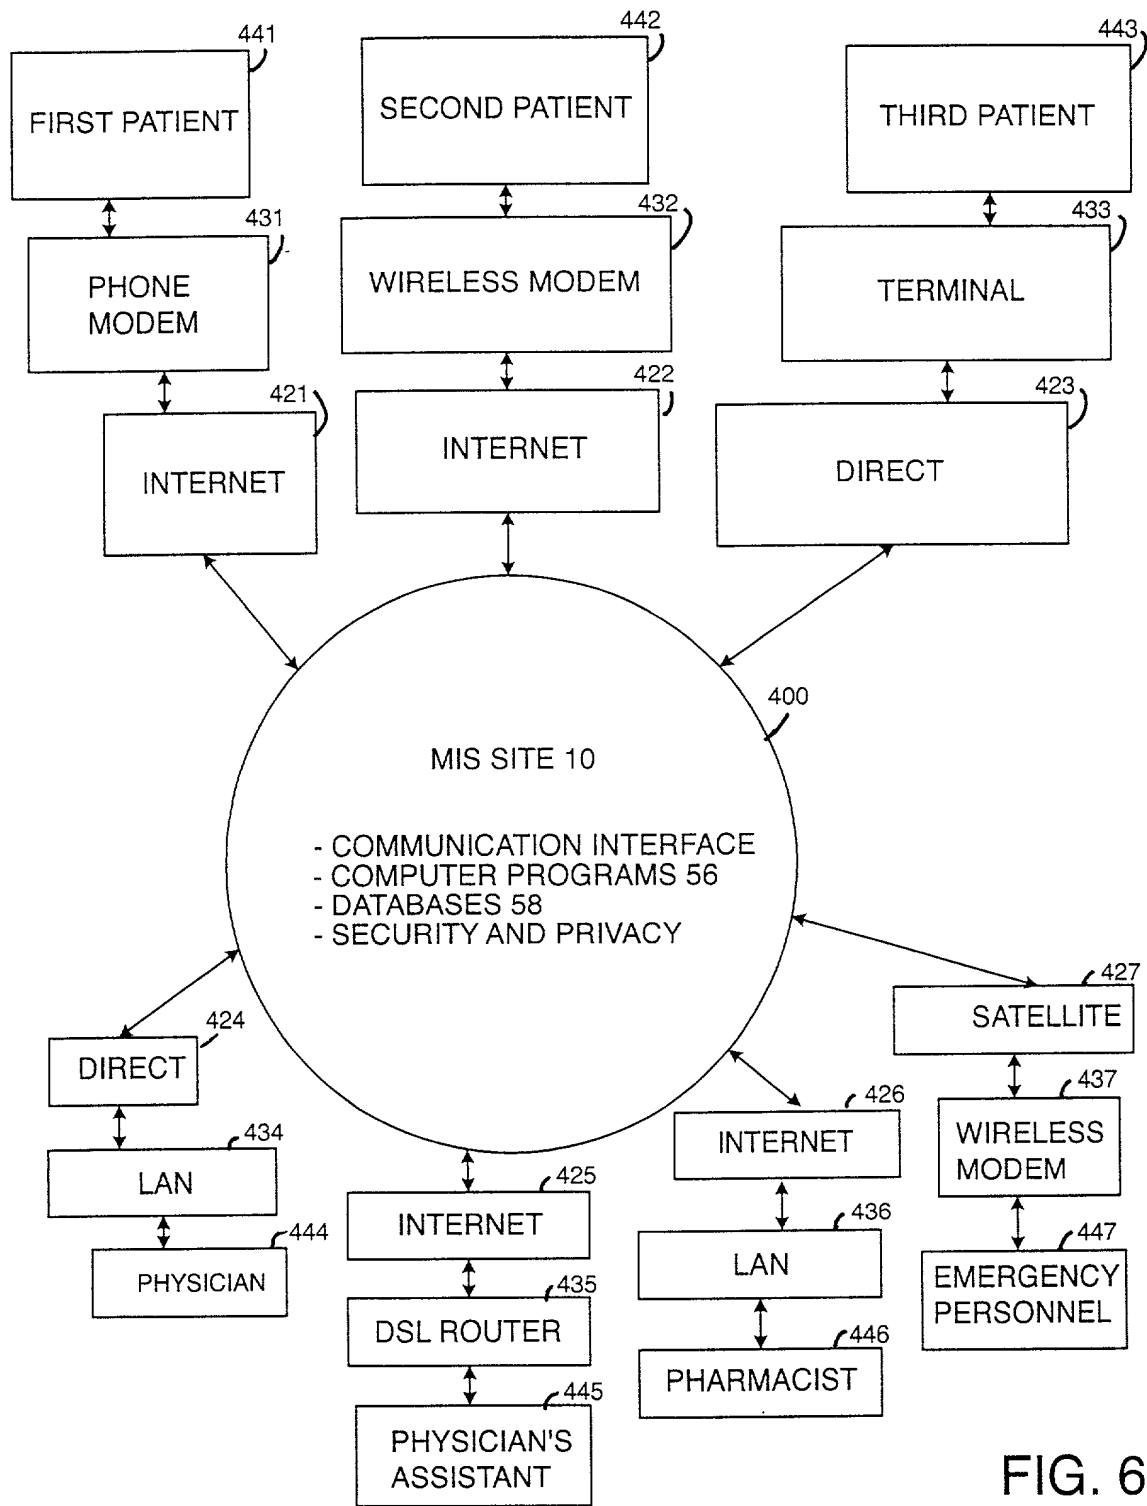 441
FIRST PATIENT
442
SECOND PATIENT
443
THIRD PATIENT
431
PHONE
MODEM
432
WIRELESS MODEM
433
TERMINAL
421
INTERNET
422
INTERNET
423
DIRECT
400
MIS SITE 10
- COMMUNICATION INTERFACE
- COMPUTER PROGRAMS 56
- DATABASES 58
- SECURITY AND PRIVACY
424
DIRECT
434
LAN
444
PHYSICIAN
425
INTERNET
435
DSL ROUTER
445
PHYSICIAN'S
ASSISTANT
426
INTERNET
436
LAN
446
PHARMACIST
427
SATELLITE
437
WIRELESS
MODEM
447
EMERGENCY
PERSONNEL
FIG. 6